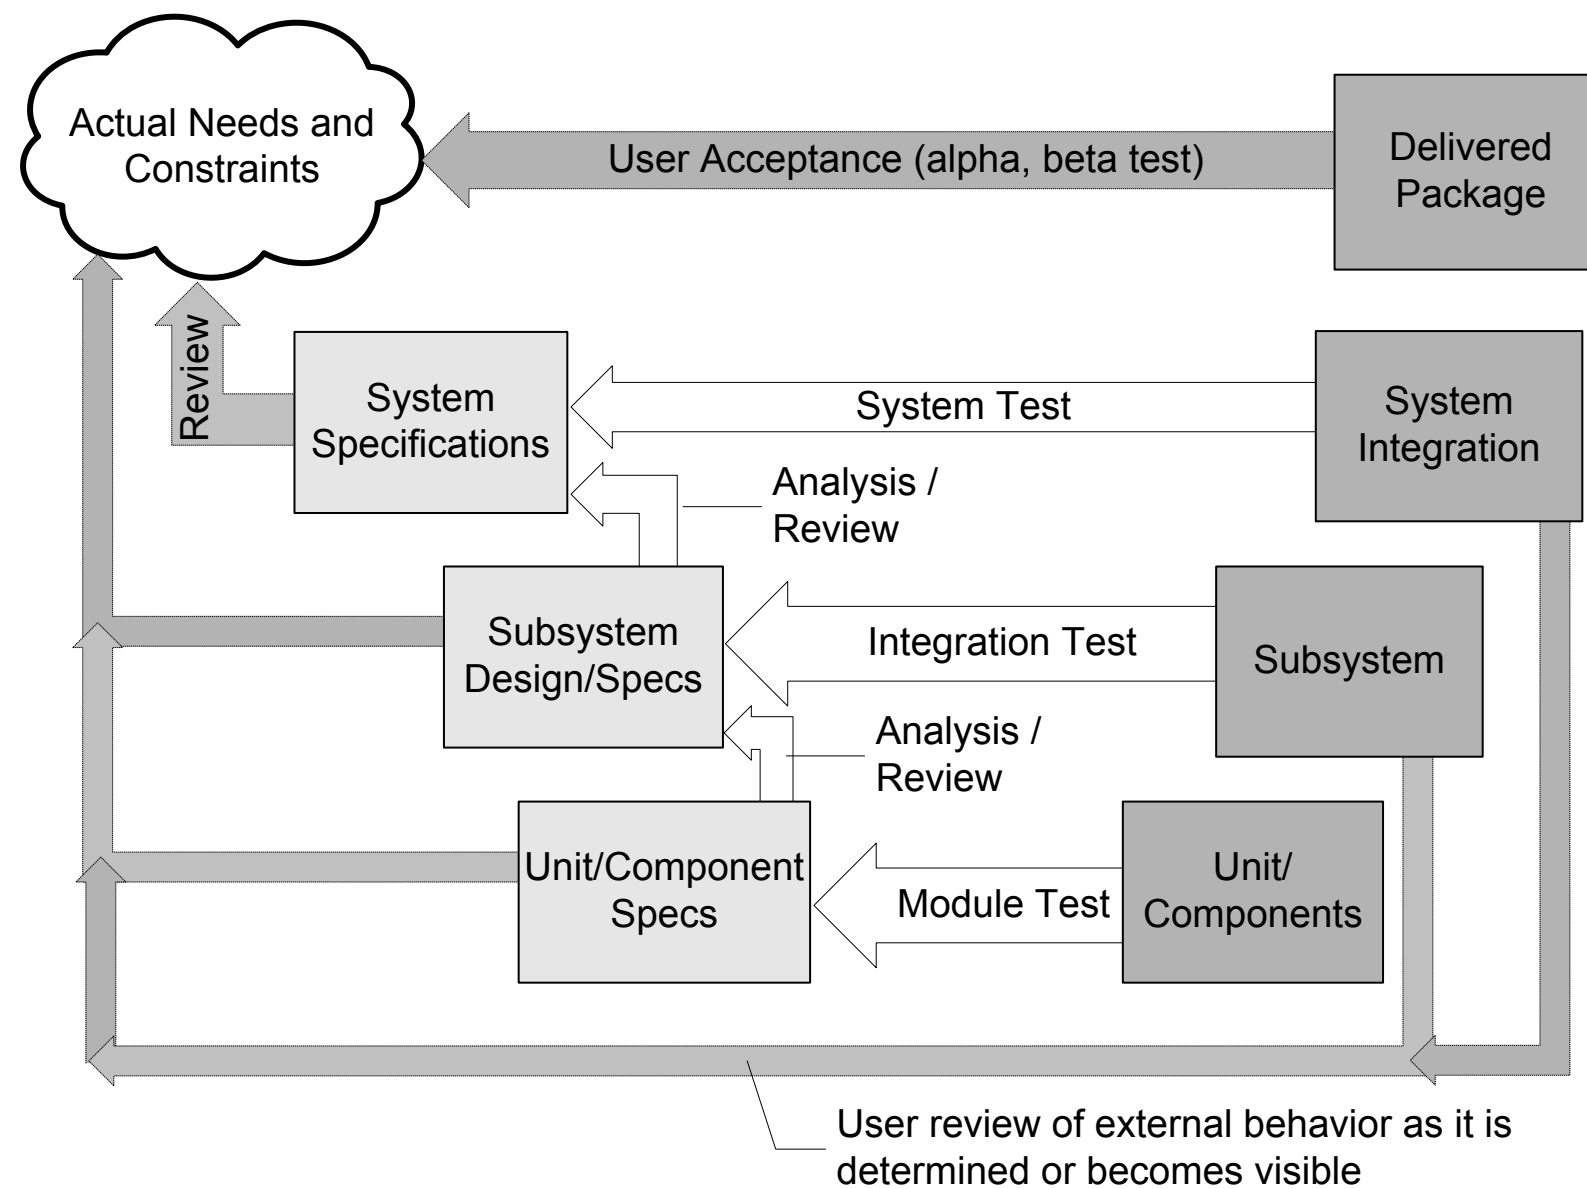 Actual Needs and
Constraints
User Acceptance (alpha, beta test)
Delivered
Package
Review
System
Specifications
System Test
System
Integration
Analysis /
Review
Subsystem
Design/Specs
Integration Test
Subsystem
Analysis /
Review
Unit/Component
Specs
Module Test
Unit/
Components
User review of external behavior as it is
determined or becomes visible